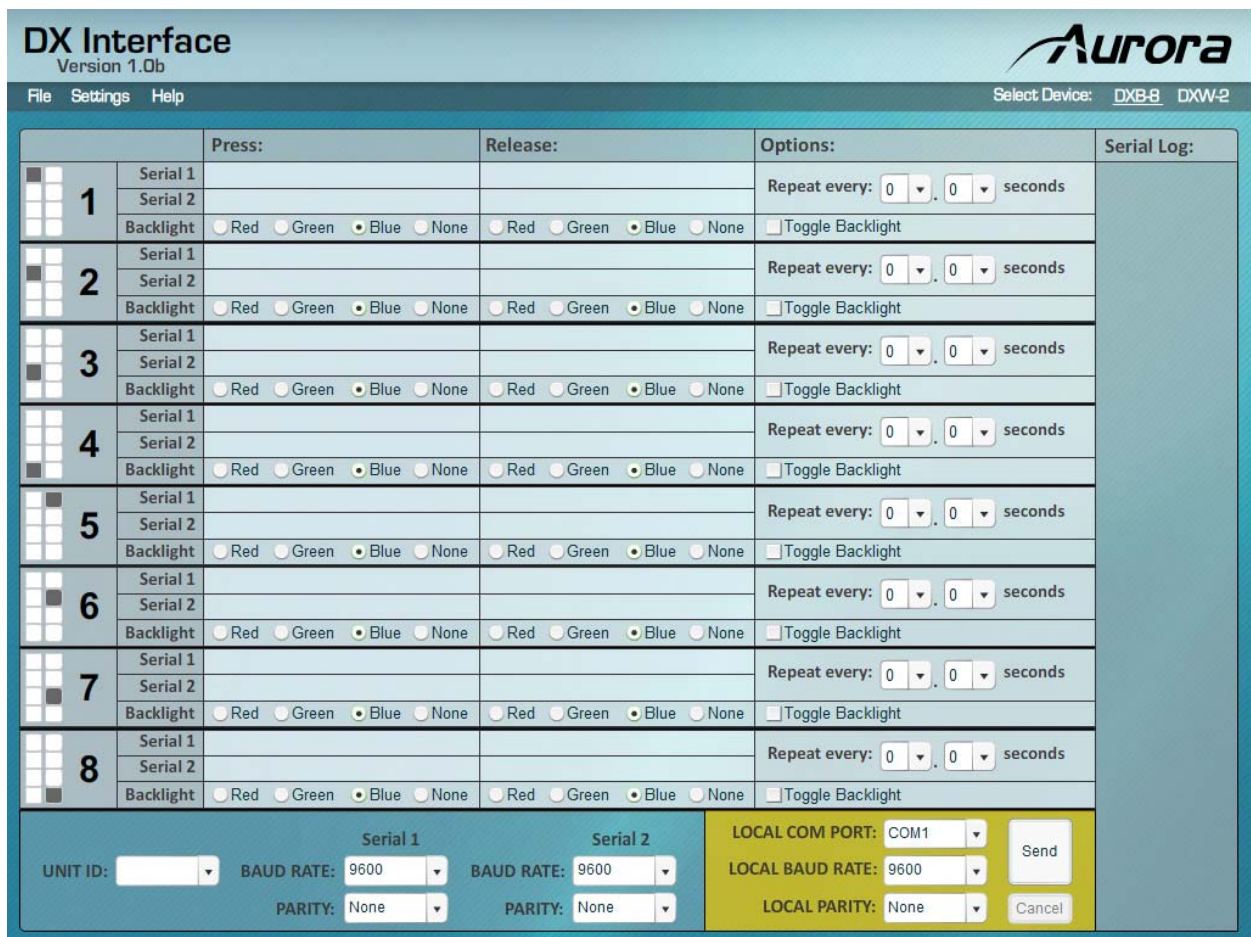 DX Interface
Version 1.0b
Aurora
File Settings Help
Select Device: DXB-8 DXW-2
Press: Release: Options: Serial Log:
1
Serial 1
Repeat every: 0 . 0 seconds
Serial 2
Backlight Red Green Blue None Red Green Blue None Toggle Backlight
2
Serial 1
Repeat every: 0 . 0 seconds
Serial 2
Backlight Red Green Blue None Red Green Blue None Toggle Backlight
3
Serial 1
Repeat every: 0 . 0 seconds
Serial 2
Backlight Red Green Blue None Red Green Blue None Toggle Backlight
4
Serial 1
Repeat every: 0 . 0 seconds
Serial 2
Backlight Red Green Blue None Red Green Blue None Toggle Backlight
5
Serial 1
Repeat every: 0 . 0 seconds
Serial 2
Backlight Red Green Blue None Red Green Blue None Toggle Backlight
6
Serial 1
Repeat every: 0 . 0 seconds
Serial 2
Backlight Red Green Blue None Red Green Blue None Toggle Backlight
7
Serial 1
Repeat every: 0 . 0 seconds
Serial 2
Backlight Red Green Blue None Red Green Blue None Toggle Backlight
8
Serial 1
Repeat every: 0 . 0 seconds
Serial 2
Backlight Red Green Blue None Red Green Blue None Toggle Backlight
UNIT ID:
Serial 1
BAUD RATE: 9600
PARITY: None
Serial 2
BAUD RATE: 9600
PARITY: None
LOCAL COM PORT: COM1
LOCAL BAUD RATE: 9600
LOCAL PARITY: None
Send
Cancel